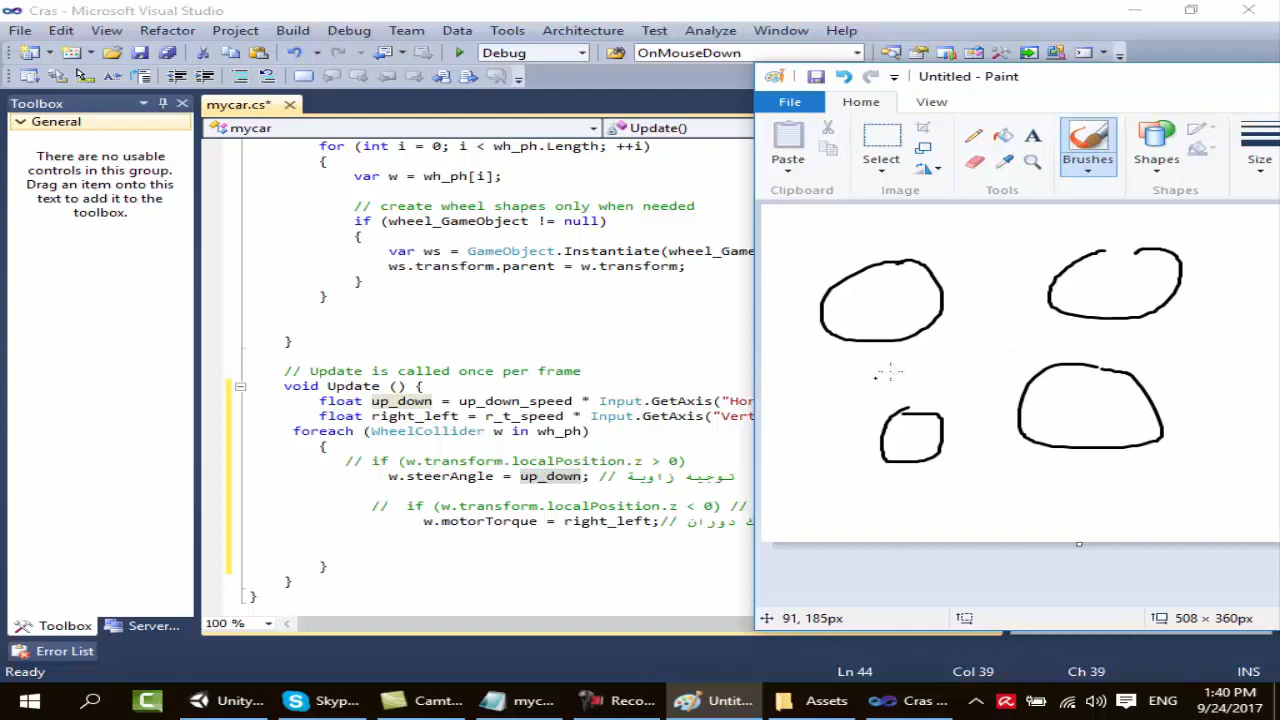 Cras - Microsoft Visual Studio
File Edit View Refactor Project Build Debug Team Data Tools Architecture Test Analyze Window Help
Debug OnMouseDown
Toolbox
General
There are no usable
controls in this group.
Drag an item onto this
text to add it to the
toolbox.
Toolbox Server...
mycar.cs*
mycar Update()
for (int i = 0; i < wh_ph.Length; ++i)
{
var w = wh_ph[i];
// create wheel shapes only when needed
if (wheel_GameObject != null)
{
var ws = GameObject.Instantiate(wheel_Game
ws.transform.parent = w.transform;
}
}
}
// Update is called once per frame
void Update () {
float up_down = up_down_speed * Input.GetAxis("Hor
float right_left = r_t_speed * Input.GetAxis("Vert
foreach (WheelCollider w in wh_ph)
{
// if (w.transform.localPosition.z > 0)
w.steerAngle = up_down; // توجيه زاوية
// if (w.transform.localPosition.z < 0) //
w.motorTorque = right_left;// ك دوران
}
}
}
100 %
Untitled - Paint
File Home View
Paste Select Brushes Shapes Size
A
Clipboard Image Tools Shapes
91, 185px 508 × 360px
Error List
Ready Ln 44 Col 39 Ch 39 INS
Unity... Skyp... Camt... myc... Reco... Untit... Assets Cras ... ENG
1:40 PM
9/24/2017